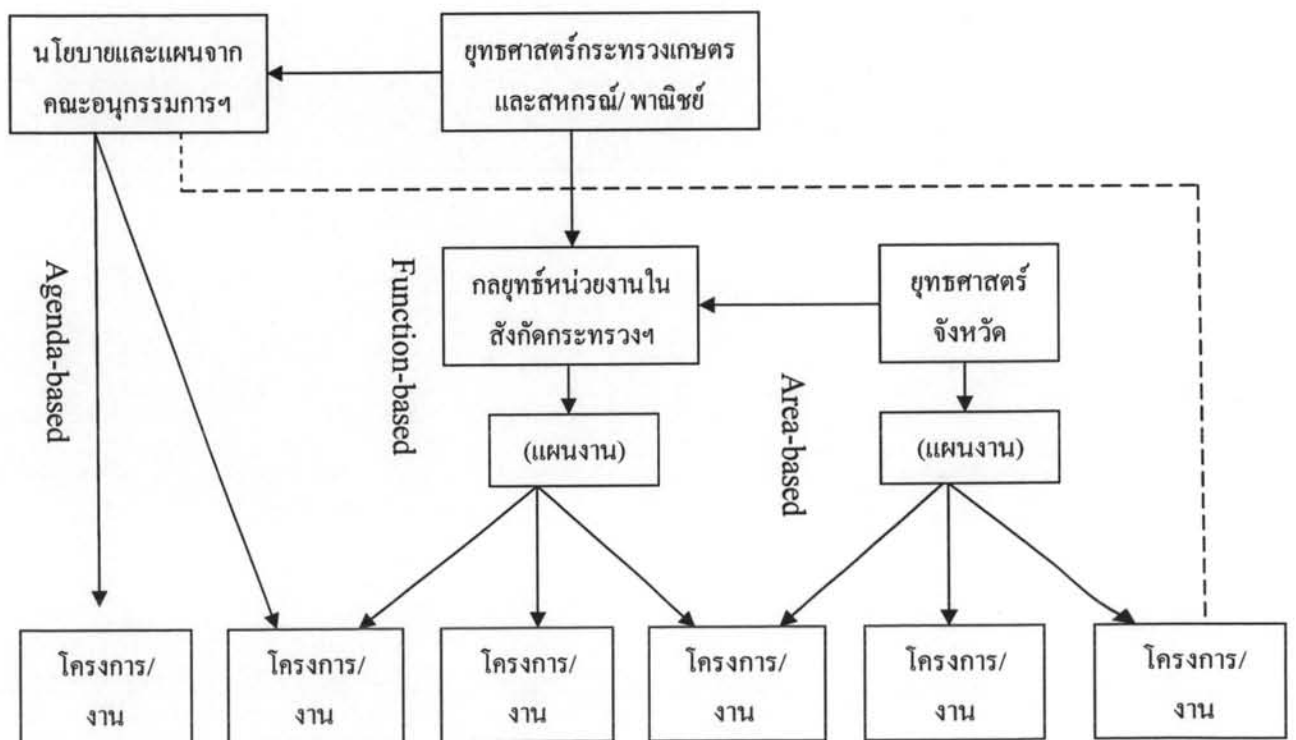 นโยบายและแผนจาก
คณะอนุกรรมการฯ
ยุทธศาสตร์กระทรวงเกษตร
และสหกรณ์/ พาณิชย์
กลยุทธ์หน่วยงานใน
สังกัดกระทรวงฯ
ยุทธศาสตร์
จังหวัด
Agenda-based
Function-based
Area-based
(แผนงาน)
(แผนงาน)
โครงการ/
งาน
โครงการ/
งาน
โครงการ/
งาน
โครงการ/
งาน
โครงการ/
งาน
โครงการ/
งาน